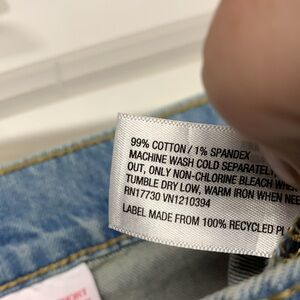 99% COTTON / 1% SPANDEX
MACHINE WASH COLD SEPARATELY
OUT, ONLY NON-CHLORINE BLEACH
TUMBLE DRY LOW, WARM IRON WHEN
RN17730 VN1210394
LABEL MADE FROM 100% RECYCLED